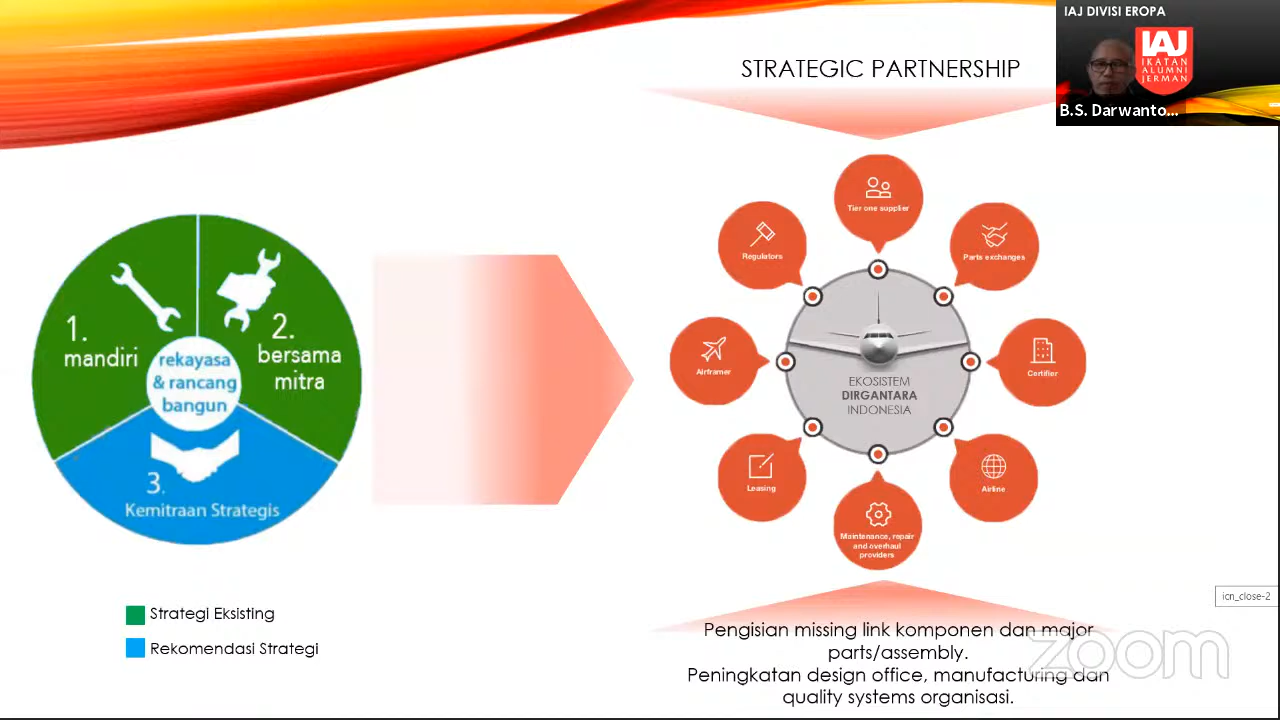 IAJ DIVISI EROPA
IAJ
IKATAN
ALUMNI
JERMAN
B.S. Darwanto...
STRATEGIC PARTNERSHIP
1.
mandiri
2.
bersama
mitra
rekayasa
& rancang
bangun
3.
Kemitraan Strategis
Tier one supplier
Regulators
Parts exchanges
Airframer
Certifier
EKOSISTEM
DIRGANTARA
INDONESIA
Leasing
Airline
Maintenance, repair
and overhaul
providers
Strategi Eksisting
Rekomendasi Strategi
icn_close-2
Pengisian missing link komponen dan major
parts/assembly.
Peningkatan design office, manufacturing dan
quality systems organisasi.
zoom